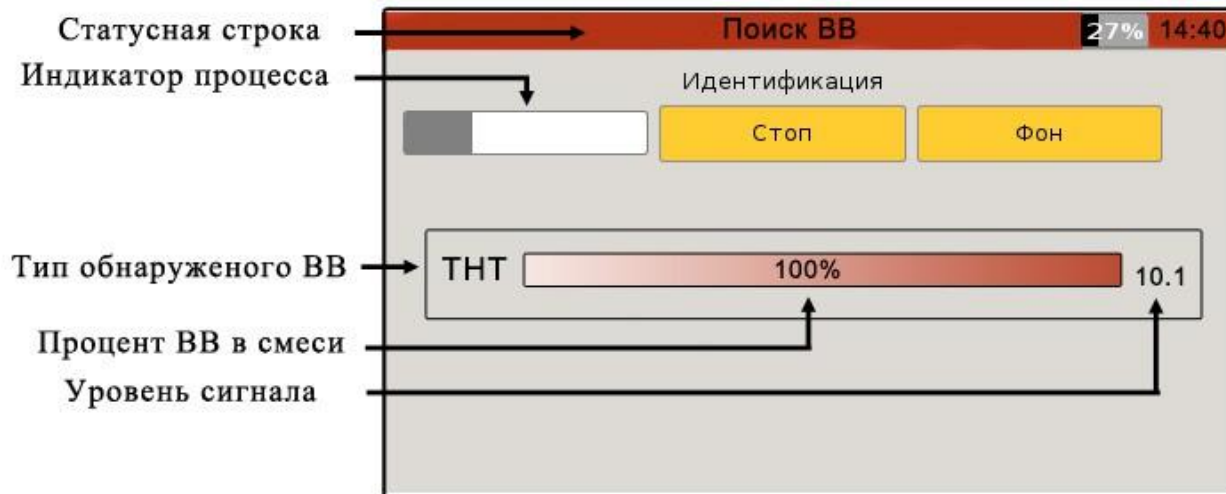 Статусная строка
Поиск ВВ 27% 14:40
Индикатор процесса
Идентификация
Стоп Фон
Тип обнаруженого ВВ
ТНТ 100% 10.1
Процент ВВ в смеси
Уровень сигнала